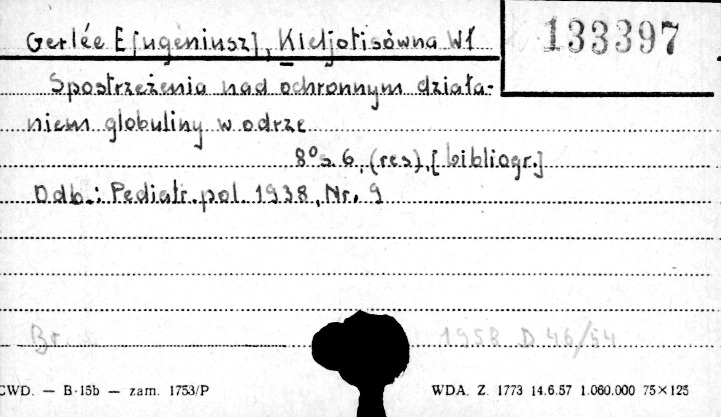 Gerlée E[ugeniusz], Kieljotisówna Wł
133397
Spostrzeżenia nad ochronnym działa-
niem globuliny w odrze
8° s. 6, (res), [bibliogr.]
Odb.: Pediatr. pol. 1938, Nr. 9
Br. 1958 D 46/54
CWD. — B-15b — zam. 1753/P WDA. Z. 1773 14.6.57 1.060.000 75×125